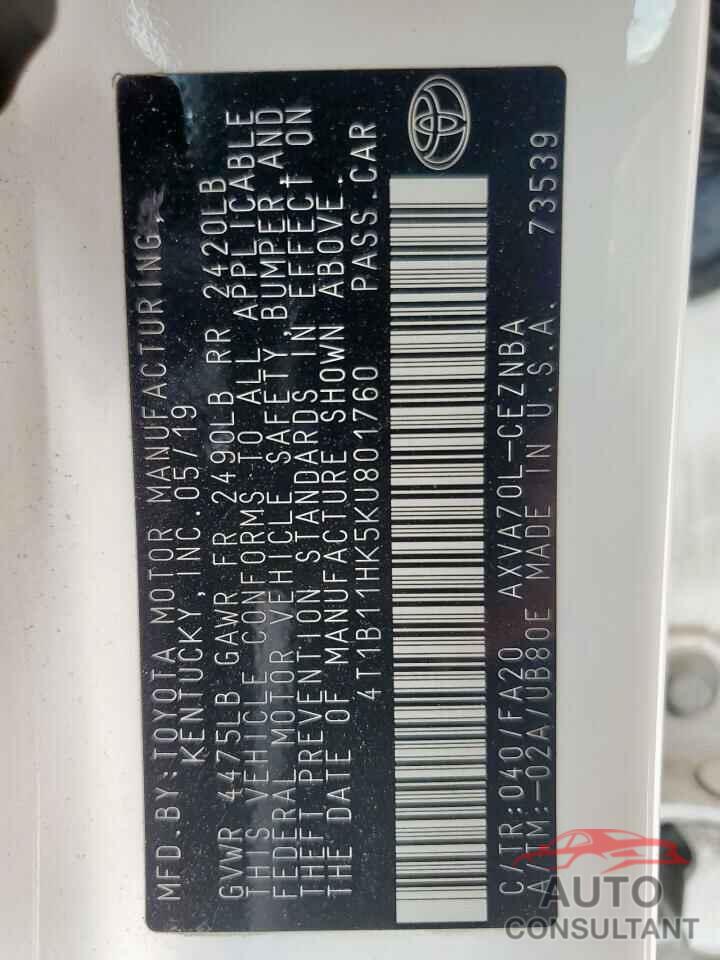 MFD.BY:TOYOTA MOTOR MANUFACTURING,
KENTUCKY,INC.05/19
GVWR 4475LB GAWR FR 2490LB RR 2420LB
THIS VEHICLE CONFORMS TO ALL APPLICABLE
FEDERAL MOTOR VEHICLE SAFETY,BUMPER,AND
THEFT PREVENTION STANDARDS IN EFFECT ON
THE DATE OF MANUFACTURE SHOWN ABOVE.
4T1B11HK5KU801760 PASS.CAR
C/TR:040/FA20 AXVA70L-CEZNBA
A/TM:-02A/UB80E MADE IN U.S.A. 73539
AUTO
CONSULTANT